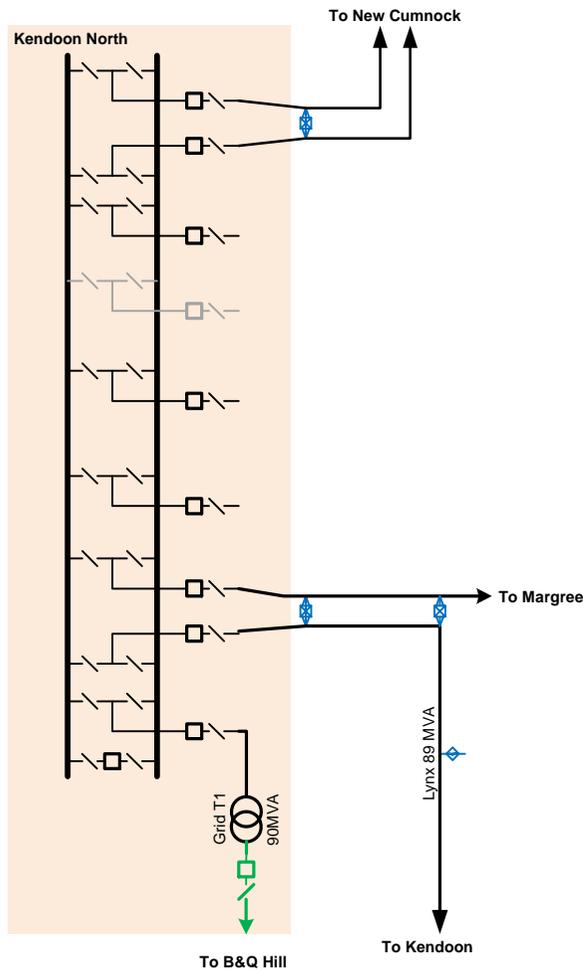 To New Cumnock
Kendoon North
To Margree
Lynx 89 MVA
Grid T1
90MVA
To Kendoon
To B&Q Hill